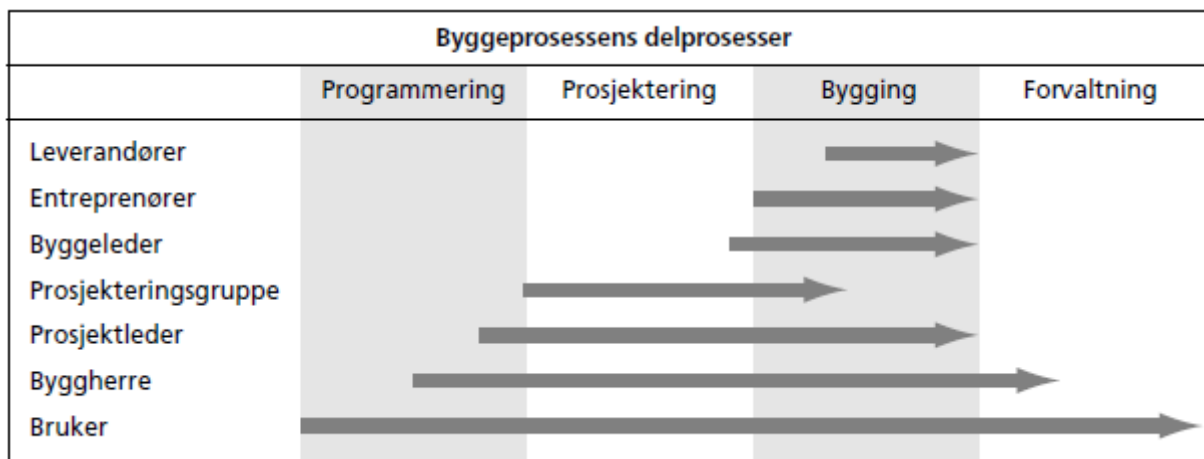 Byggeprosessens delprosesser
Programmering Prosjektering Bygging Forvaltning
Leverandører
Entreprenører
Byggeleder
Prosjekteringsgruppe
Prosjektleder
Byggherre
Bruker